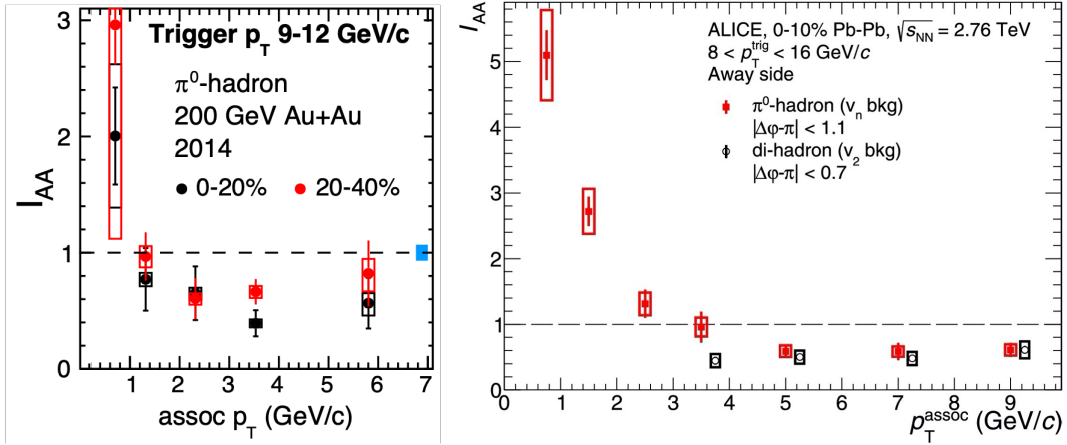 Trigger p_T 9-12 GeV/c
π⁰-hadron
200 GeV Au+Au
2014
0-20% 20-40%
I_AA
3
2
1
0
1 2 3 4 5 6 7
assoc p_T (GeV/c)
ALICE, 0-10% Pb-Pb, √s_NN = 2.76 TeV
8 < p_T^trig < 16 GeV/c
Away side
π⁰-hadron (v_n bkg)
|Δφ-π| < 1.1
di-hadron (v_2 bkg)
|Δφ-π| < 0.7
I_AA
5
4
3
2
1
0
0 1 2 3 4 5 6 7 8 9
p_T^assoc (GeV/c)